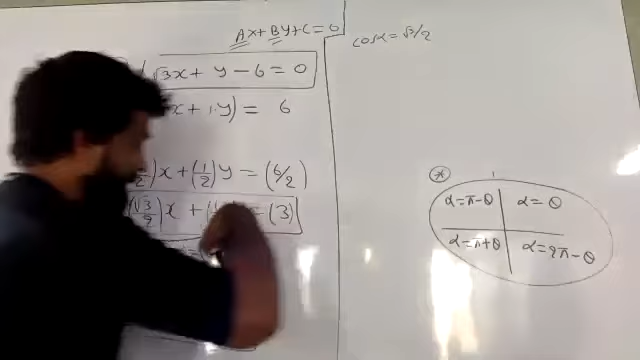 Ax+By+C=0
√3x + y - 6 = 0
x + 1.y) = 6
)x + (1/2)y = (6/2)
(√3/2)x + = (3)
cosα = √3/2
*
α=π-θ α=θ
α=π+θ α=2π-θ